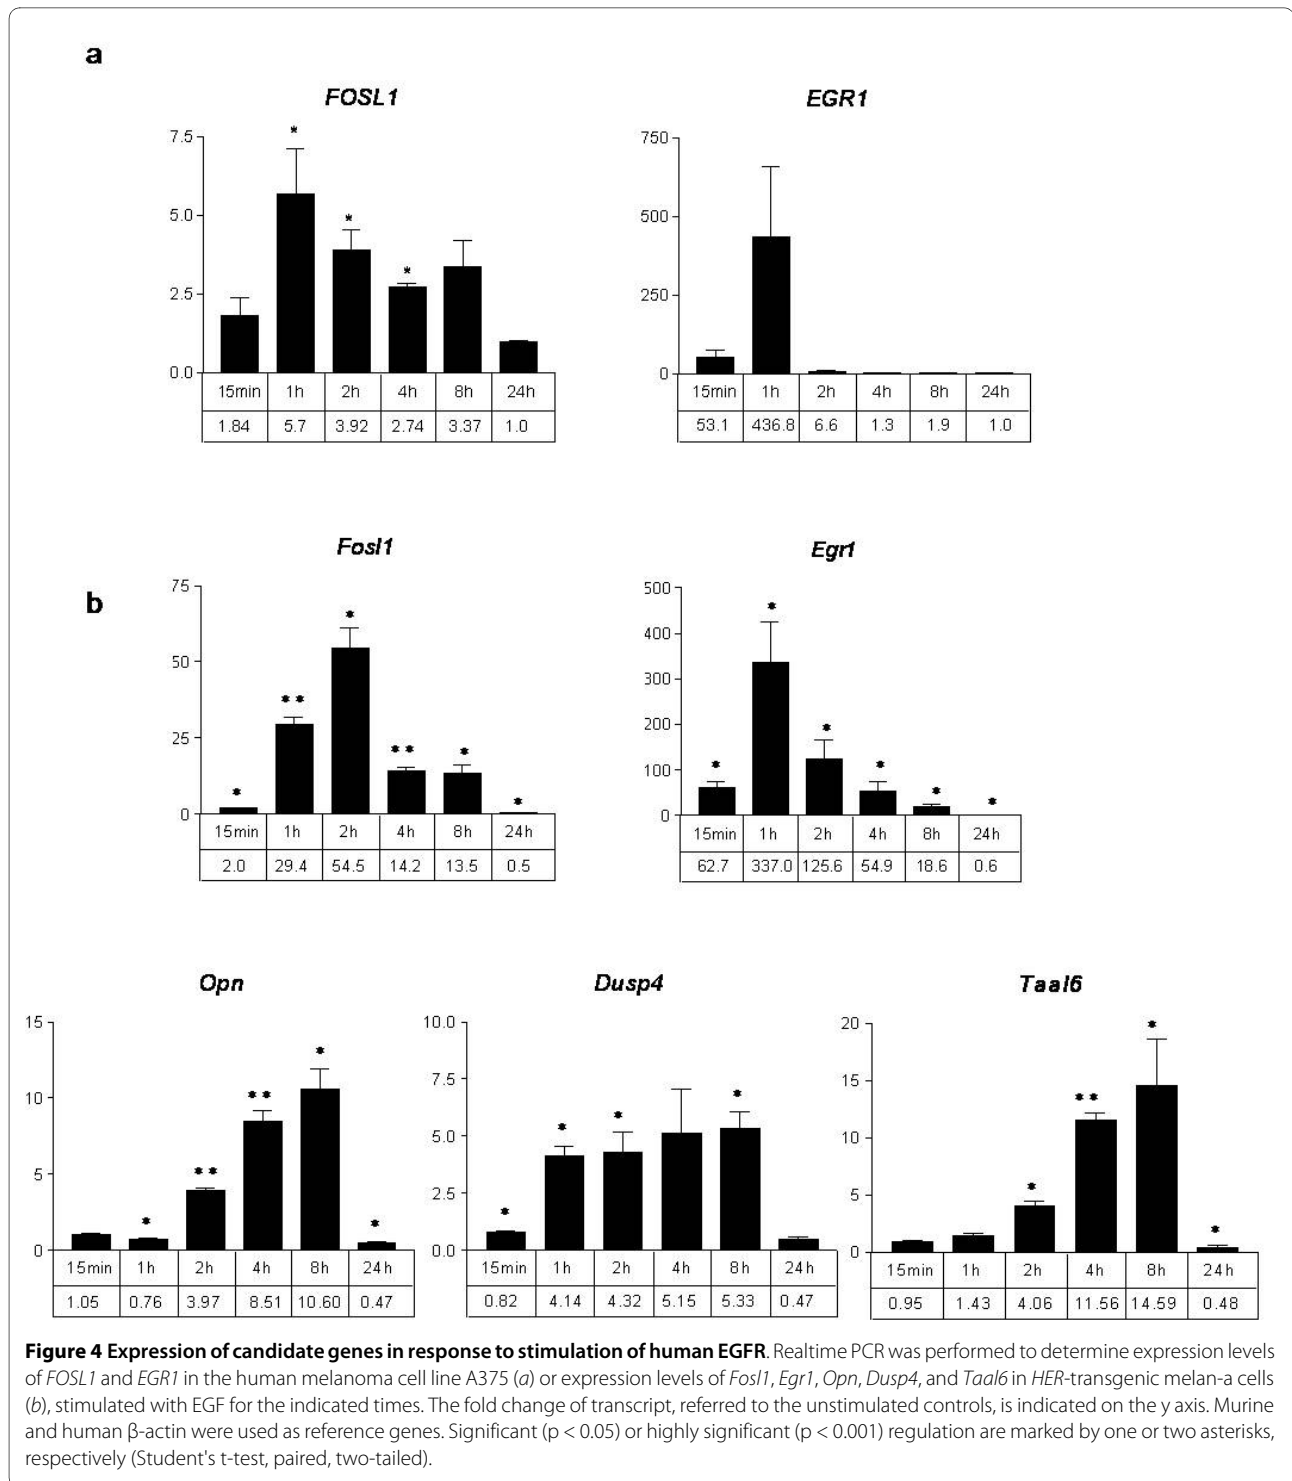 a
FOSL1
7.5
5.0
2.5
0.0
* * *
15min 1h 2h 4h 8h 24h
1.84 5.7 3.92 2.74 3.37 1.0
EGR1
750
500
250
0
15min 1h 2h 4h 8h 24h
53.1 436.8 6.6 1.3 1.9 1.0
b
Fosl1
75
50
25
0
* ** * ** * *
15min 1h 2h 4h 8h 24h
2.0 29.4 54.5 14.2 13.5 0.5
Egr1
500
400
300
200
100
0
* * * * * *
15min 1h 2h 4h 8h 24h
62.7 337.0 125.6 54.9 18.6 0.6
Opn
15
10
5
0
* ** ** * *
15min 1h 2h 4h 8h 24h
1.05 0.76 3.97 8.51 10.60 0.47
Dusp4
10.0
7.5
5.0
2.5
0.0
* * * *
15min 1h 2h 4h 8h 24h
0.82 4.14 4.32 5.15 5.33 0.47
Taal6
20
15
10
5
0
* ** * *
15min 1h 2h 4h 8h 24h
0.95 1.43 4.06 11.56 14.59 0.48
Figure 4 Expression of candidate genes in response to stimulation of human EGFR. Realtime PCR was performed to determine expression levels
of FOSL1 and EGR1 in the human melanoma cell line A375 (a) or expression levels of Fosl1, Egr1, Opn, Dusp4, and Taal6 in HER-transgenic melan-a cells
(b), stimulated with EGF for the indicated times. The fold change of transcript, referred to the unstimulated controls, is indicated on the y axis. Murine
and human β-actin were used as reference genes. Significant (p < 0.05) or highly significant (p < 0.001) regulation are marked by one or two asterisks,
respectively (Student's t-test, paired, two-tailed).